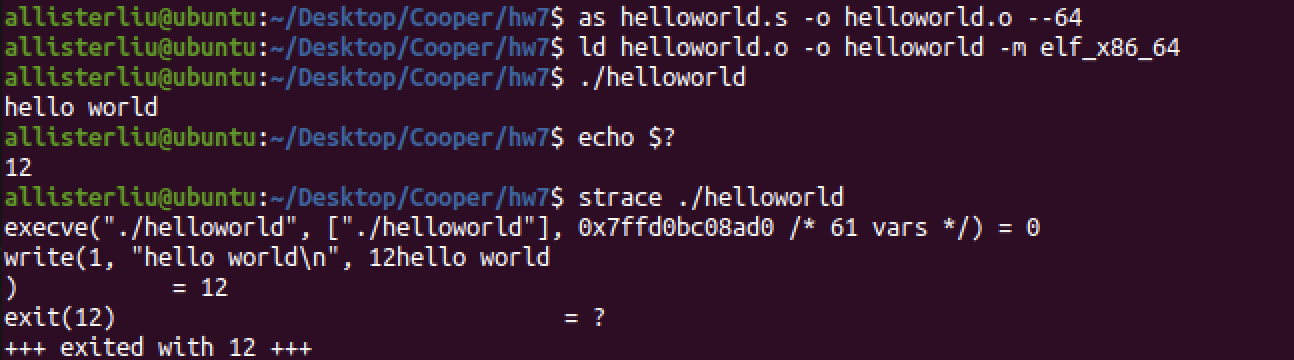 allisterliu@ubuntu:~/Desktop/Cooper/hw7$ as helloworld.s -o helloworld.o --64
allisterliu@ubuntu:~/Desktop/Cooper/hw7$ ld helloworld.o -o helloworld -m elf_x86_64
allisterliu@ubuntu:~/Desktop/Cooper/hw7$ ./helloworld
hello world
allisterliu@ubuntu:~/Desktop/Cooper/hw7$ echo $?
12
allisterliu@ubuntu:~/Desktop/Cooper/hw7$ strace ./helloworld
execve("./helloworld", ["./helloworld"], 0x7ffd0bc08ad0 /* 61 vars */) = 0
write(1, "hello world\n", 12hello world
)           = 12
exit(12)                                = ?
+++ exited with 12 +++